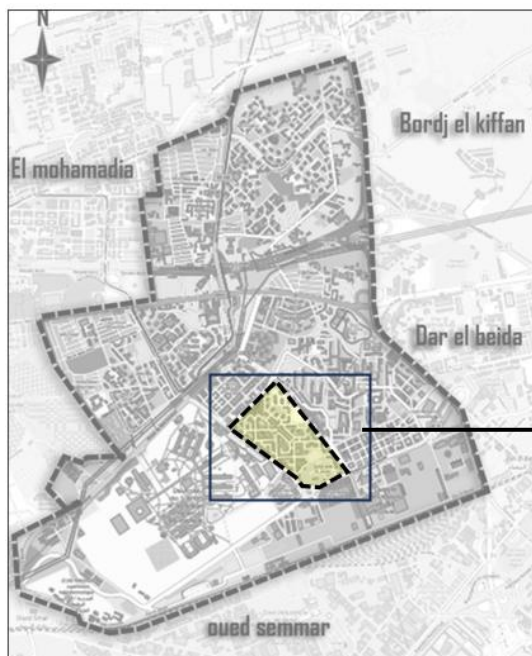 N
Bordj el kiffan
El mohamadia
Dar el beida
oued semmar